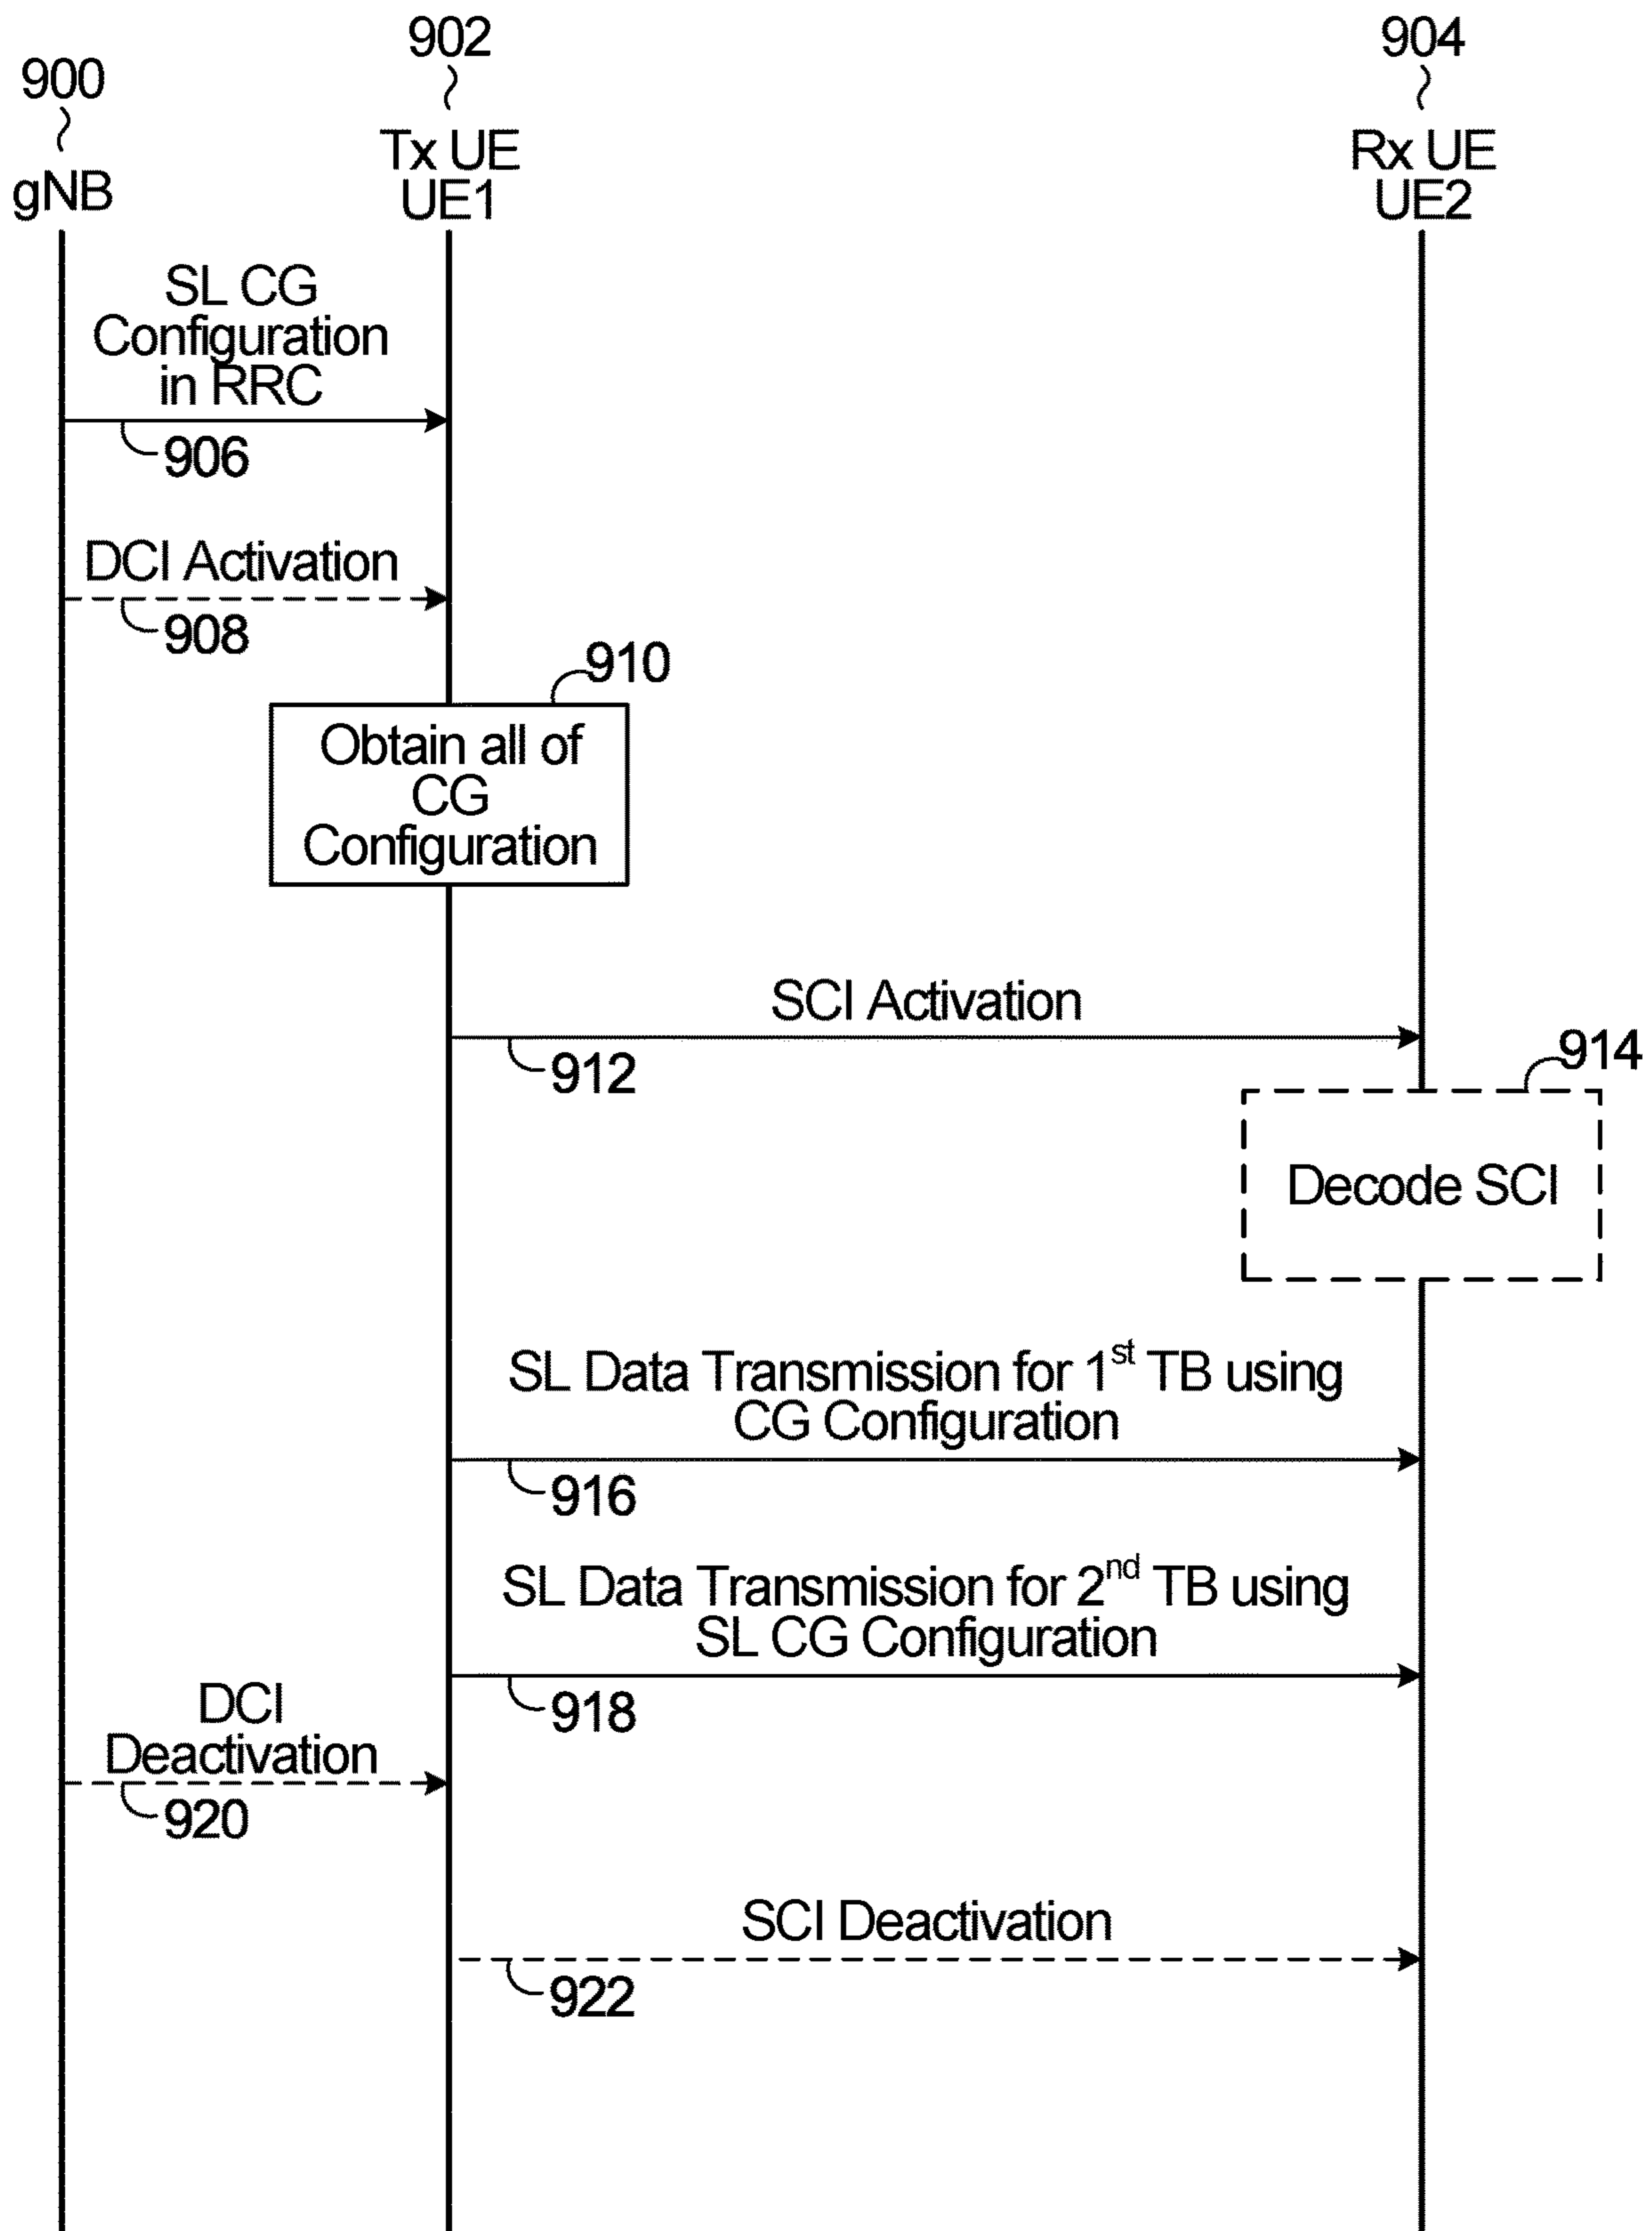 900
902
904
gNB
Tx UE
UE1
Rx UE
UE2
SL CG
Configuration
in RRC
906
DCI Activation
908
910
Obtain all of
CG
Configuration
SCI Activation
912
914
Decode SCI
SL Data Transmission for 1st TB using
CG Configuration
916
SL Data Transmission for 2nd TB using
SL CG Configuration
918
DCI
Deactivation
920
SCI Deactivation
922